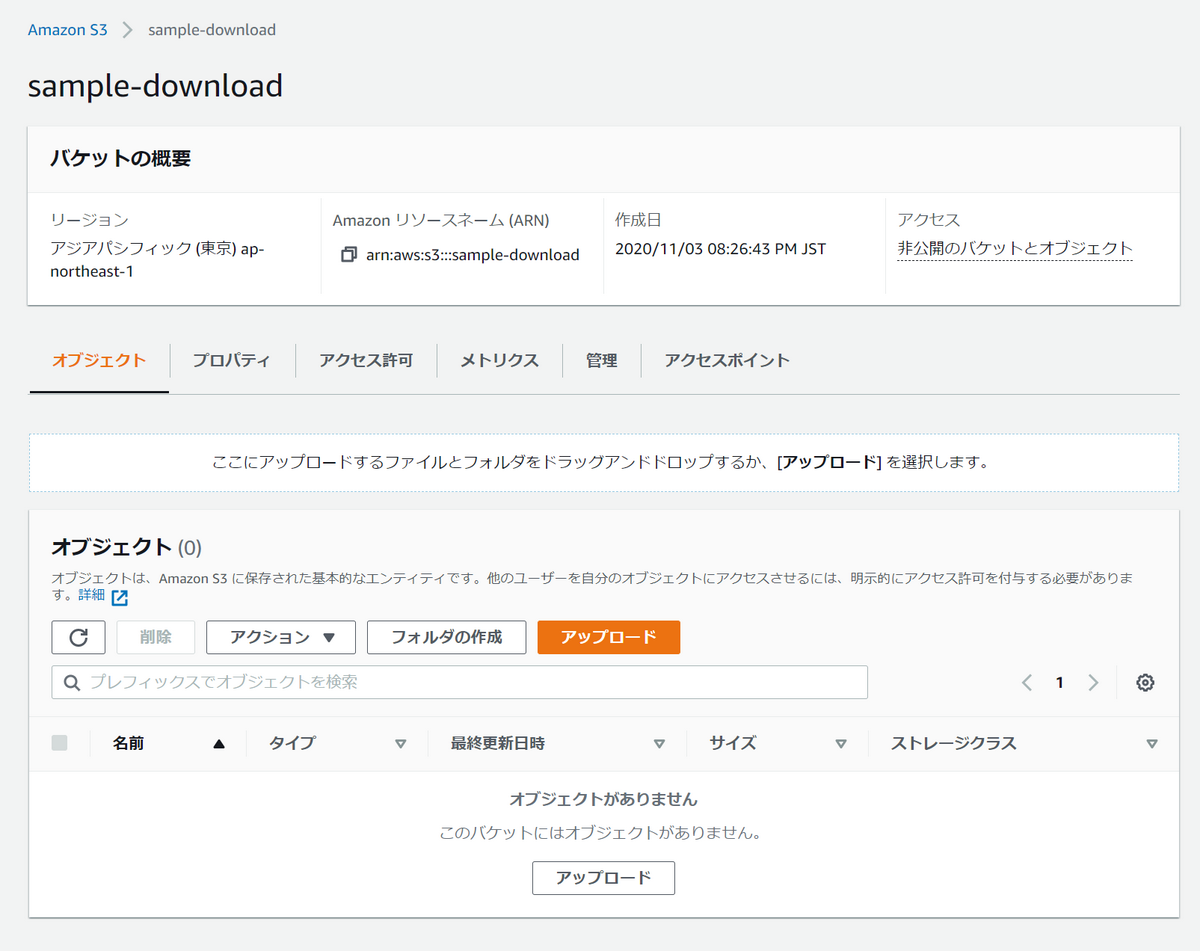 Amazon S3 > sample-download
sample-download
バケットの概要
リージョン
アジアパシフィック (東京) ap-
northeast-1
Amazon リソースネーム (ARN)
arn:aws:s3:::sample-download
作成日
2020/11/03 08:26:43 PM JST
アクセス
非公開のバケットとオブジェクト
オブジェクト プロパティ アクセス許可 メトリクス 管理 アクセスポイント
ここにアップロードするファイルとフォルダをドラッグアンドドロップするか、[アップロード] を選択します。
オブジェクト (0)
オブジェクトは、Amazon S3 に保存された基本的なエンティティです。他のユーザーを自分のオブジェクトにアクセスさせるには、明示的にアクセス許可を付与する必要がありま
す。詳細
削除 アクション ▼ フォルダの作成 アップロード
プレフィックスでオブジェクトを検索
1
名前 タイプ 最終更新日時 サイズ ストレージクラス
オブジェクトがありません
このバケットにはオブジェクトがありません。
アップロード